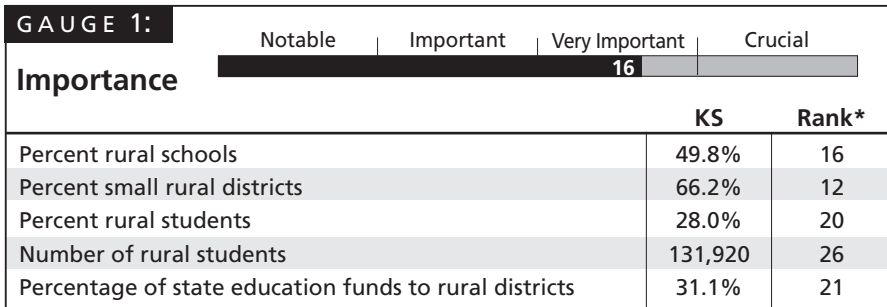 GAUGE 1:
Notable Important Very Important Crucial
Importance
16
KS Rank*
Percent rural schools 49.8% 16
Percent small rural districts 66.2% 12
Percent rural students 28.0% 20
Number of rural students 131,920 26
Percentage of state education funds to rural districts 31.1% 21